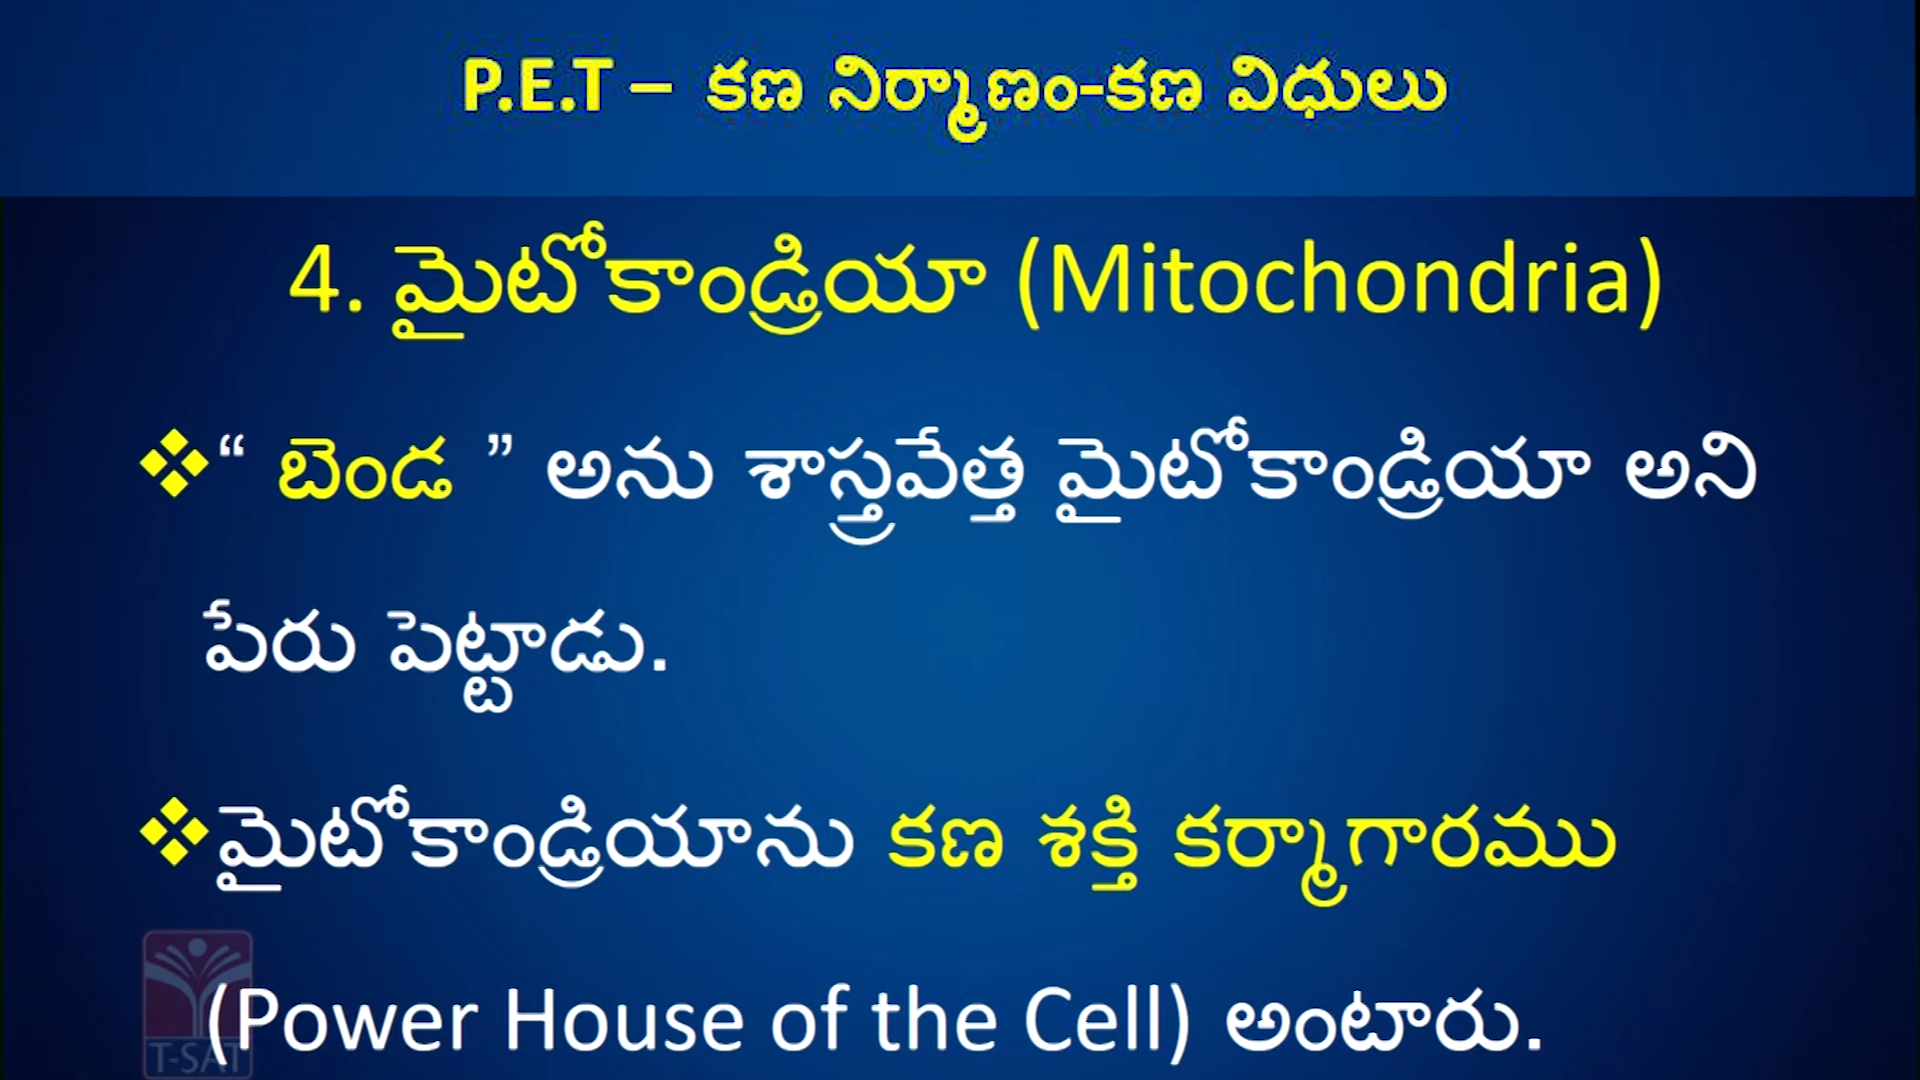 P.E.T – కణ నిర్మాణం-కణ విధులు
4. మైటోకాండ్రియా (Mitochondria)
❖“ బెండ ” అను శాస్త్రవేత్త మైటోకాండ్రియా అని
పేరు పెట్టాడు.
❖మైటోకాండ్రియాను కణ శక్తి కర్మాగారము
(Power House of the Cell) అంటారు.
T-SAT